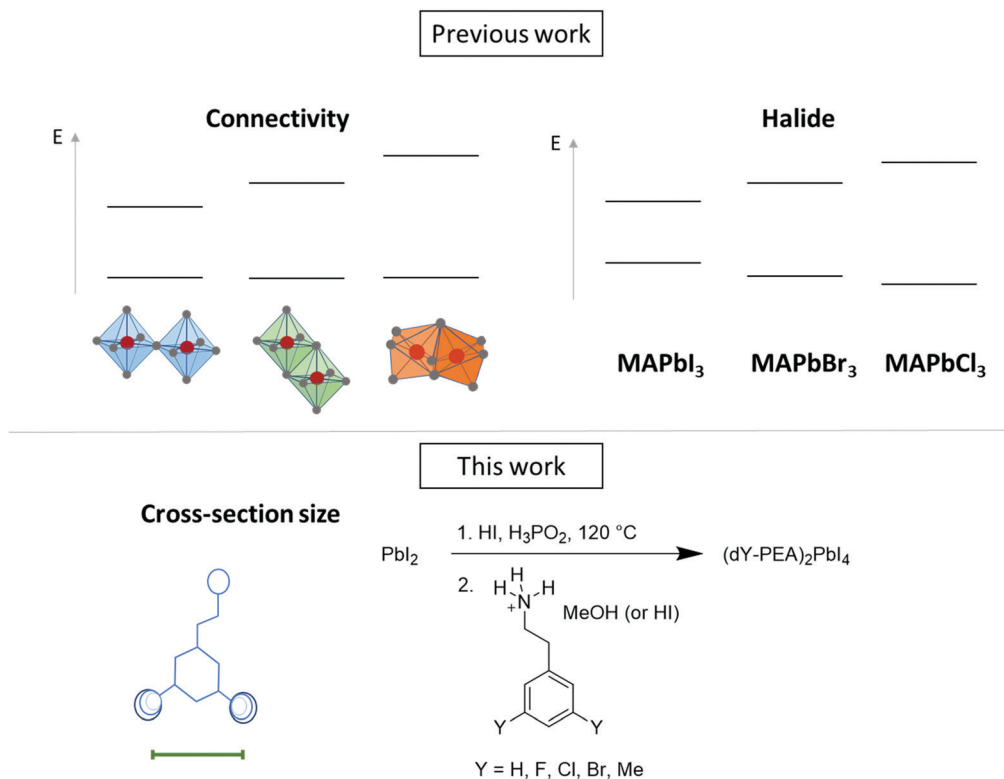 Previous work
Connectivity
E
Halide
E
MAPbI₃
MAPbBr₃
MAPbCl₃
This work
Cross-section size
PbI₂
1. HI, H₃PO₂, 120 °C
2.
MeOH (or HI)
(dY-PEA)₂PbI₄
H
H N H
+
Y Y
Y = H, F, Cl, Br, Me